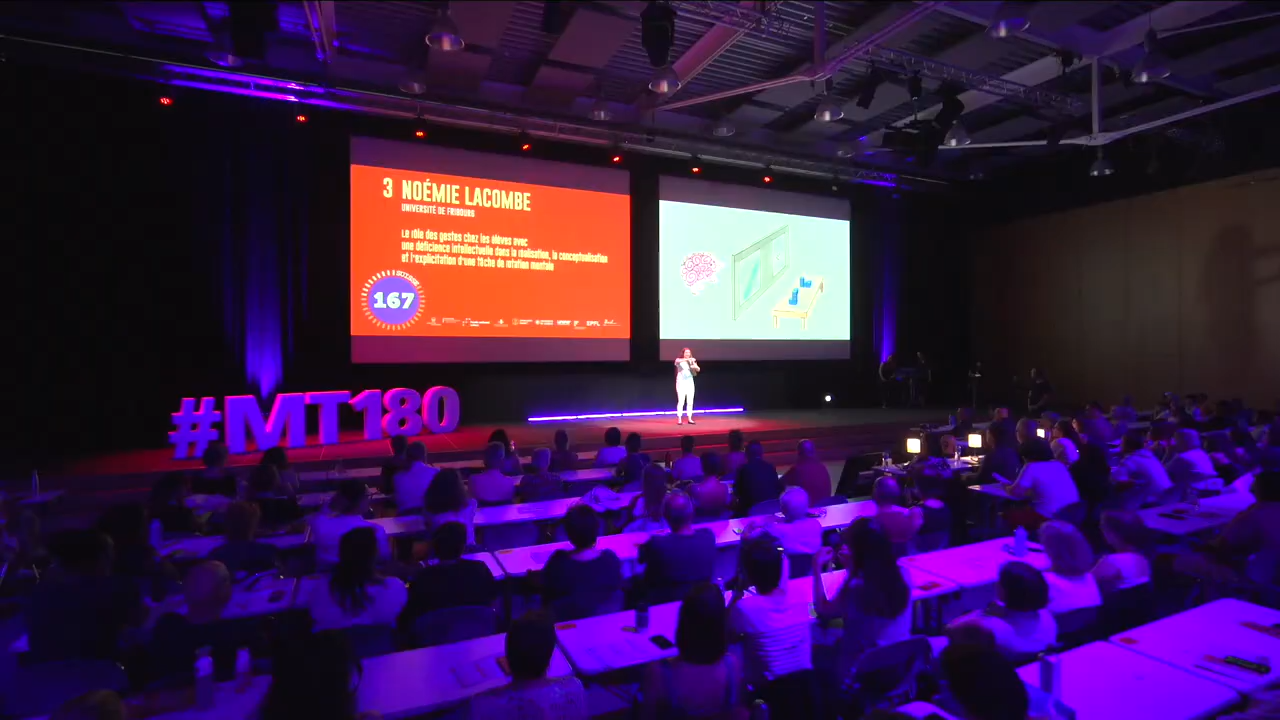 3 NOÉMIE LACOMBE
UNIVERSITÉ DE FRIBOURG
Le rôle des gestes chez les élèves avec
une déficience intellectuelle dans la réalisation, la conceptualisation
et l'explicitation d'une tâche de rotation mentale
167
EPFL
#MT180